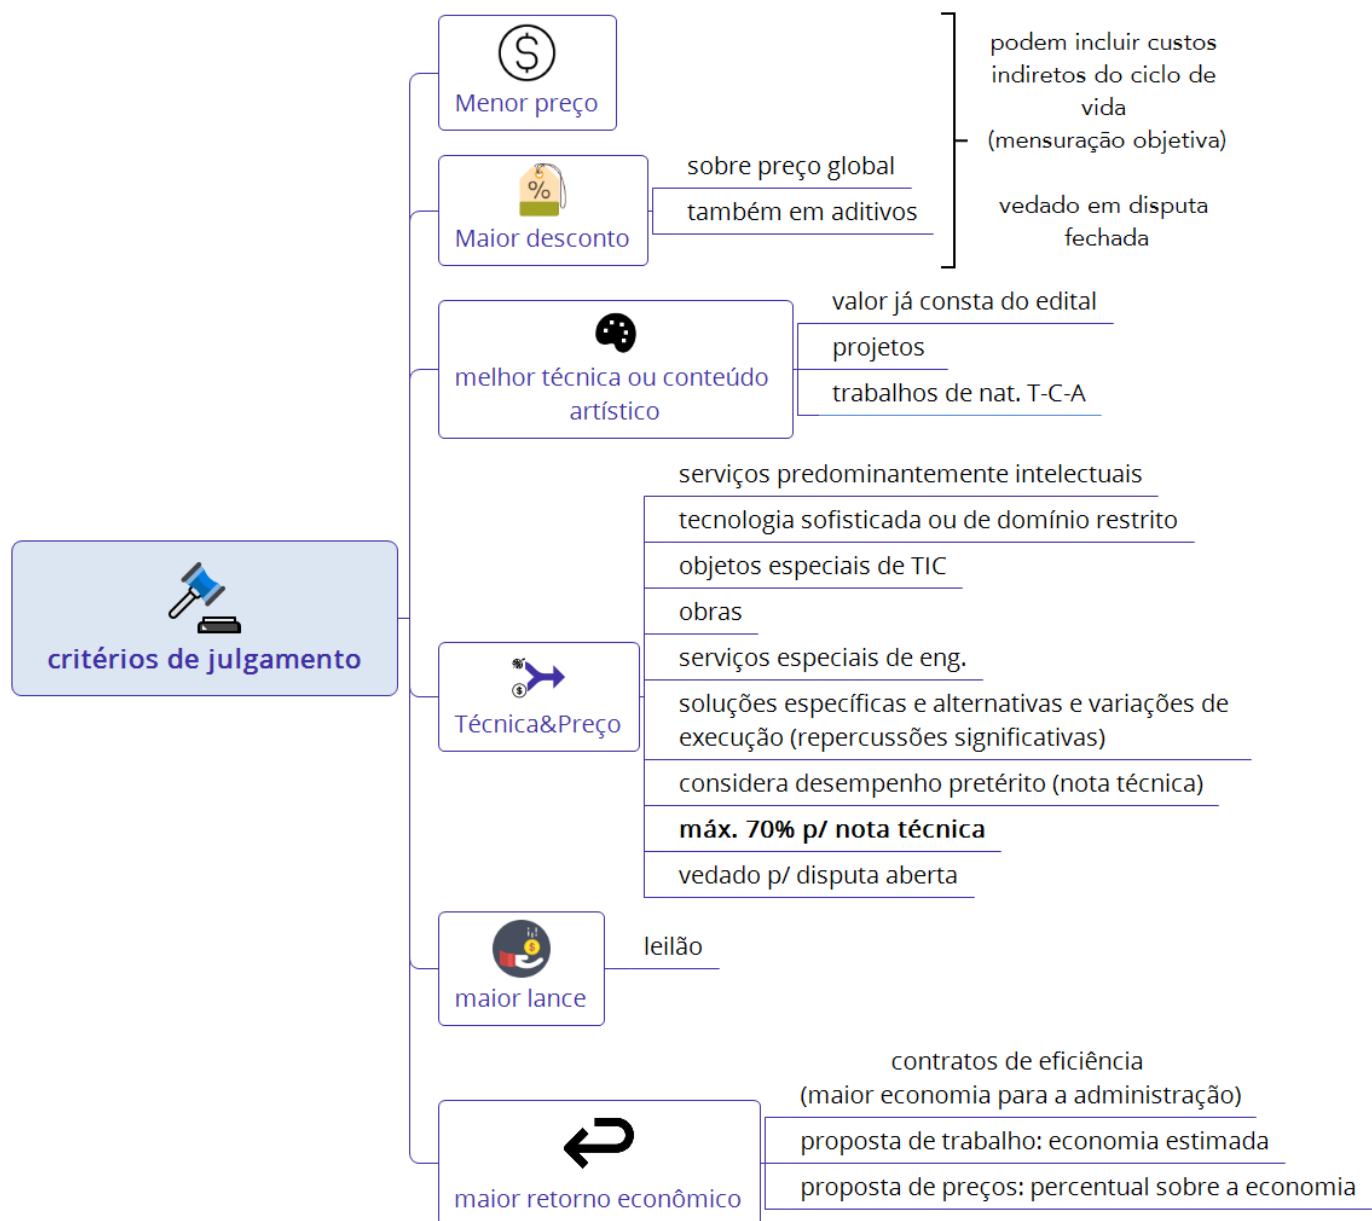 $
Menor preço
%
Maior desconto
sobre preço global
também em aditivos
podem incluir custos
indiretos do ciclo de
vida
(mensuração objetiva)
vedado em disputa
fechada
melhor técnica ou conteúdo
artístico
valor já consta do edital
projetos
trabalhos de nat. T-C-A
critérios de julgamento
$
Técnica&Preço
serviços predominantemente intelectuais
tecnologia sofisticada ou de domínio restrito
objetos especiais de TIC
obras
serviços especiais de eng.
soluções específicas e alternativas e variações de
execução (repercussões significativas)
considera desempenho pretérito (nota técnica)
máx. 70% p/ nota técnica
vedado p/ disputa aberta
$
maior lance
leilão
maior retorno econômico
contratos de eficiência
(maior economia para a administração)
proposta de trabalho: economia estimada
proposta de preços: percentual sobre a economia